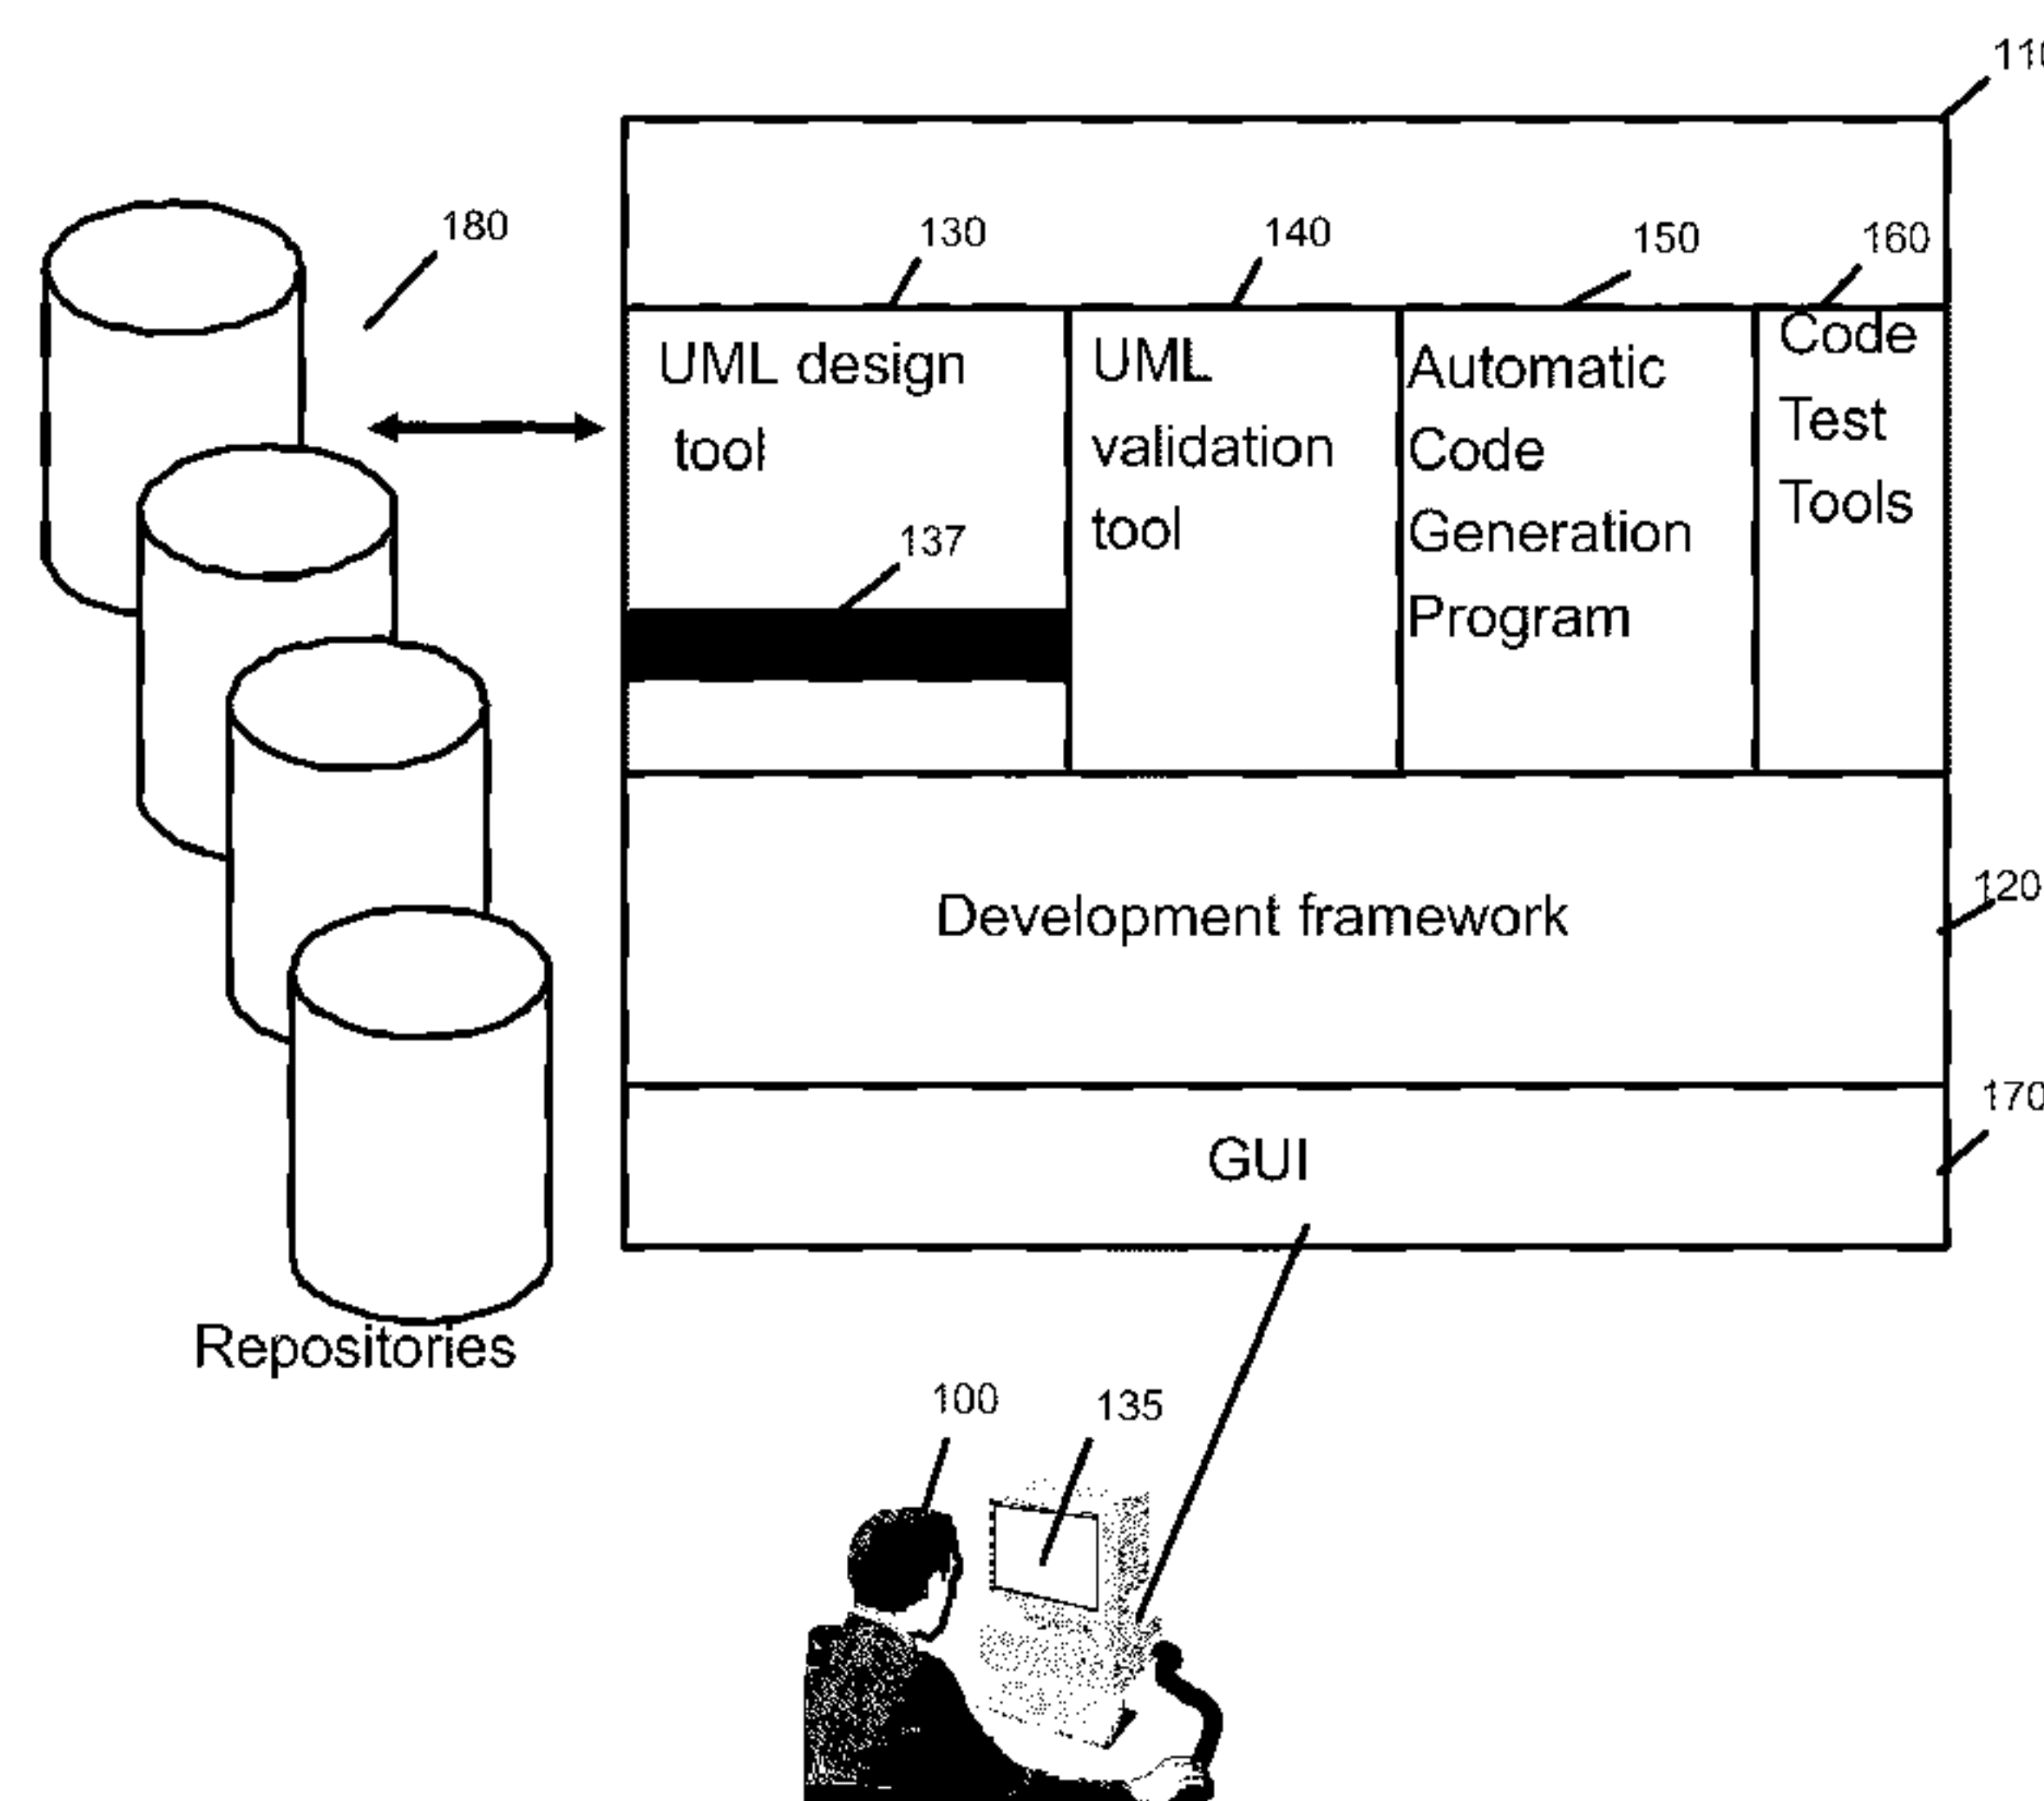 110
180
130
140
150
160
UML design
tool
UML
validation
tool
Automatic
Code
Generation
Program
Code
Test
Tools
137
Development framework
120
170
GUI
Repositories
100
135